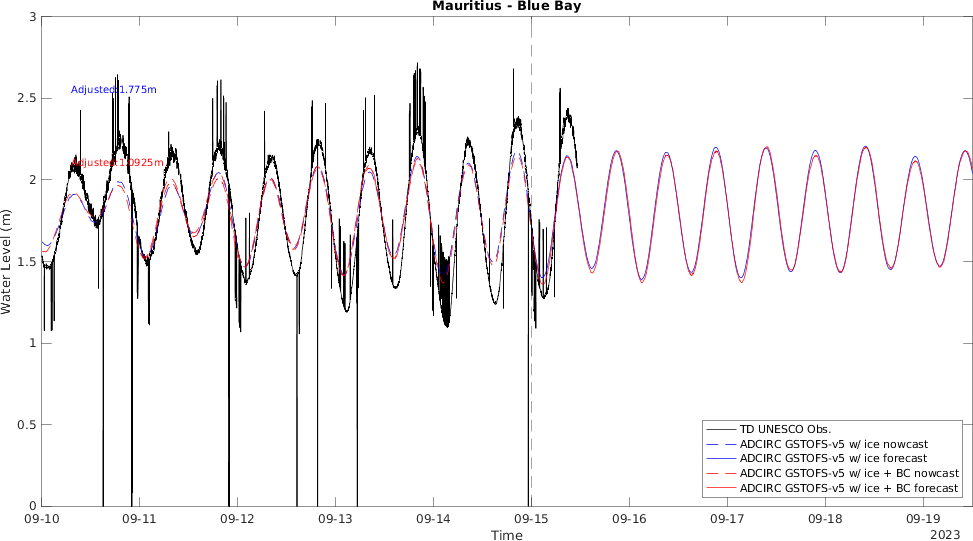 Mauritius - Blue Bay
3
2.5
2
1.5
1
0.5
0
Water Level (m)
Adjusted:1.775m
Adjusted:1.0925m
TD UNESCO Obs.
ADCIRC GSTOFS-v5 w/ ice nowcast
ADCIRC GSTOFS-v5 w/ ice forecast
ADCIRC GSTOFS-v5 w/ ice + BC nowcast
ADCIRC GSTOFS-v5 w/ ice + BC forecast
09-10 09-11 09-12 09-13 09-14 09-15 09-16 09-17 09-18 09-19
Time
2023